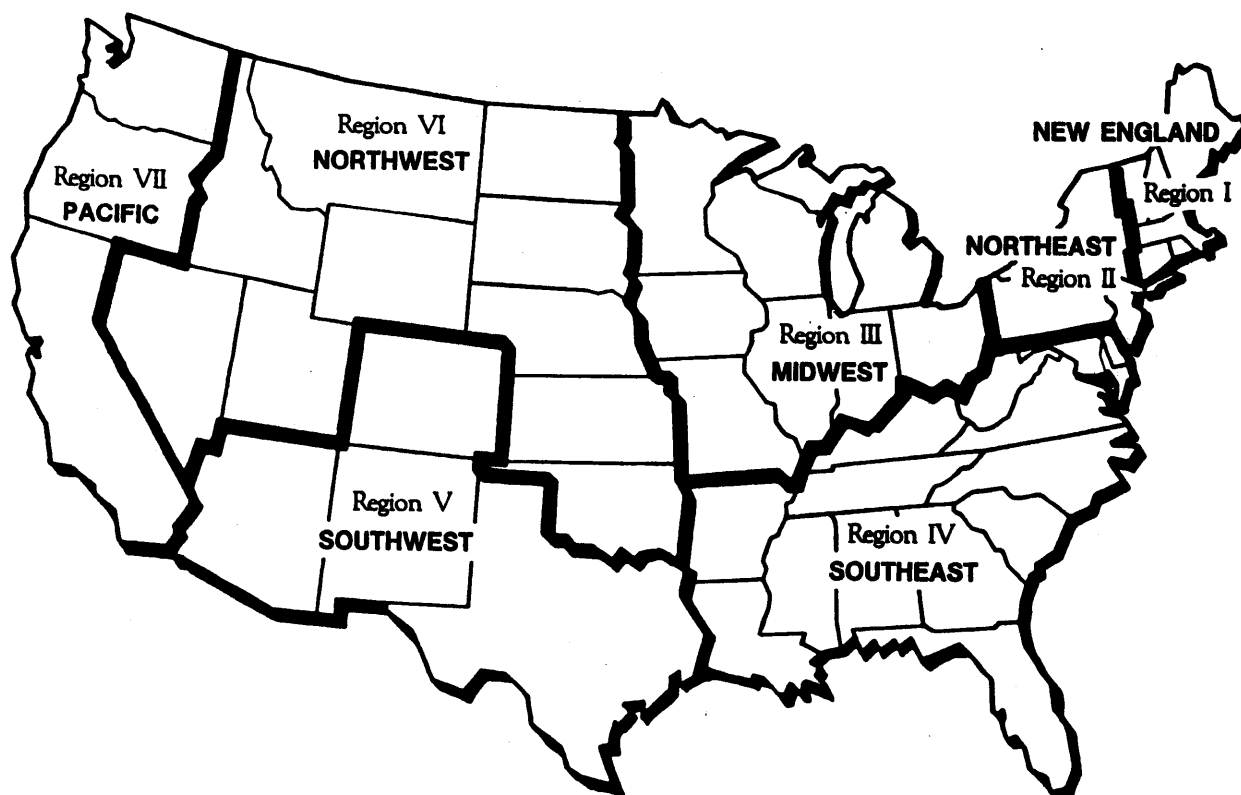 Region VI
NORTHWEST
Region VII
PACIFIC
NEW ENGLAND
Region I
NORTHEAST
Region II
Region III
MIDWEST
Region V
SOUTHWEST
Region IV
SOUTHEAST